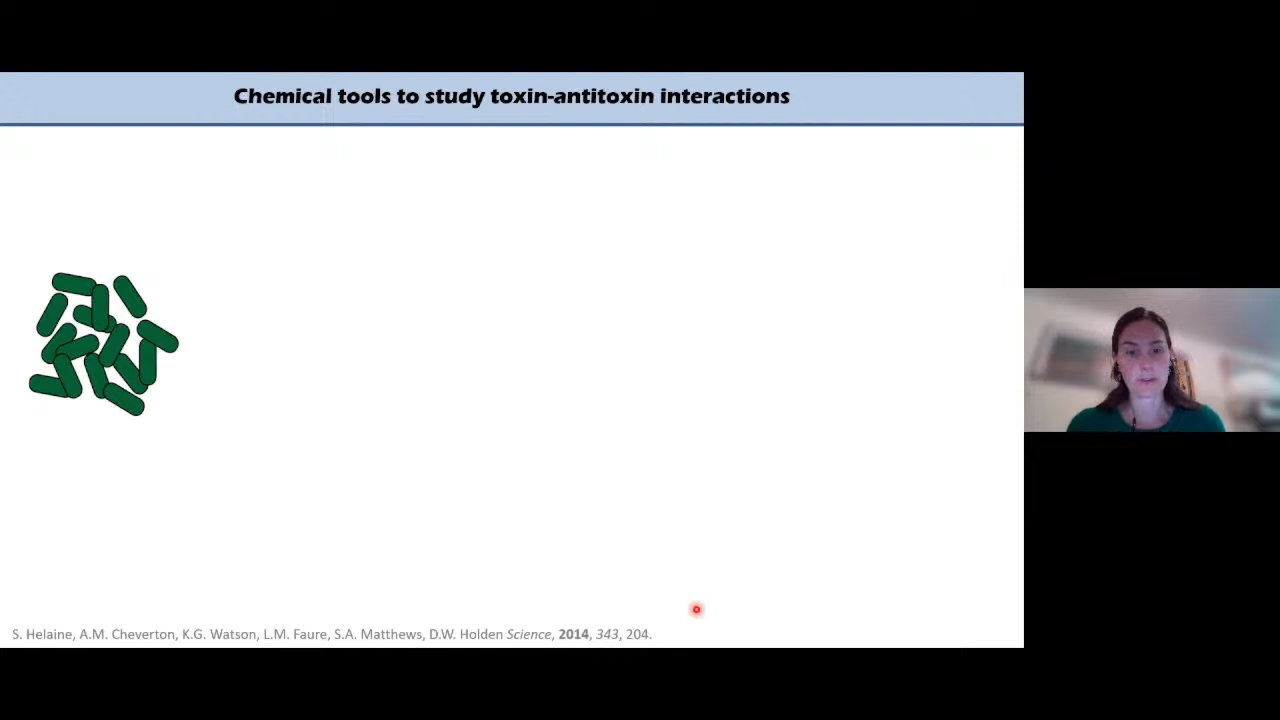 Chemical tools to study toxin-antitoxin interactions
S. Helaine, A.M. Cheverton, K.G. Watson, L.M. Faure, S.A. Matthews, D.W. Holden Science, 2014, 343, 204.